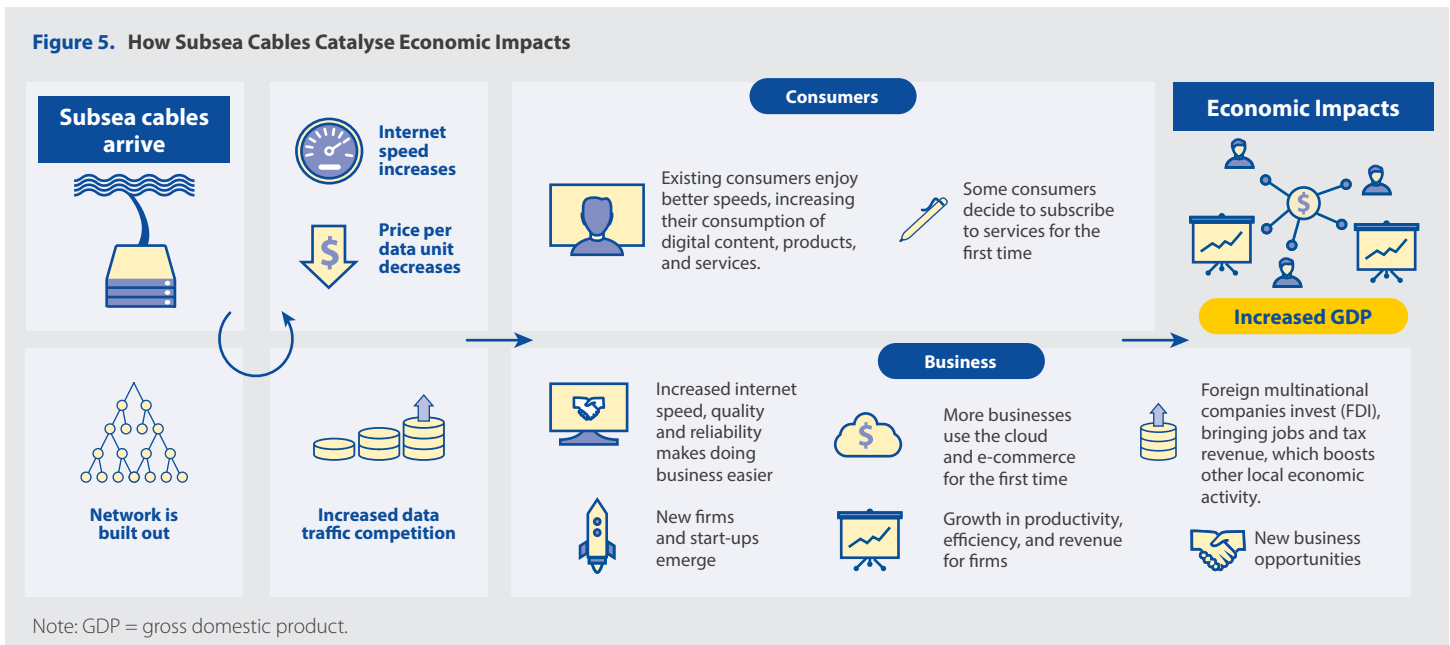 Figure 5. How Subsea Cables Catalyse Economic Impacts
Subsea cables
arrive
Network is
built out
Internet
speed
increases
$
Price per
data unit
decreases
Increased data
traffic competition
Consumers
Existing consumers enjoy
better speeds, increasing
their consumption of
digital content, products,
and services.
Some consumers
decide to subscribe
to services for the
first time
Business
Increased internet
speed, quality
and reliability
makes doing
business easier
New firms
and start-ups
emerge
$
More businesses
use the cloud
and e-commerce
for the first time
Growth in productivity,
efficiency, and revenue
for firms
Foreign multinational
companies invest (FDI),
bringing jobs and tax
revenue, which boosts
other local economic
activity.
New business
opportunities
Economic Impacts
$
Increased GDP
Note: GDP = gross domestic product.